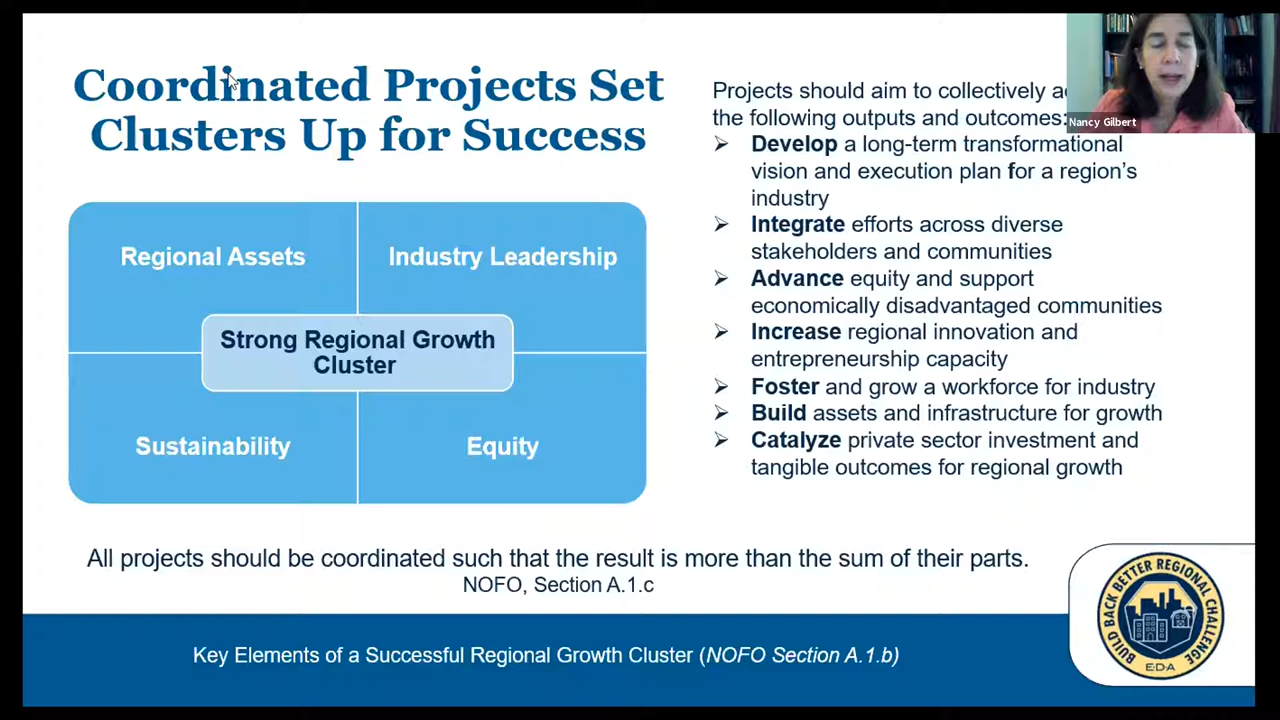 Coordinated Projects Set
Clusters Up for Success
Regional Assets
Industry Leadership
Strong Regional Growth
Cluster
Sustainability
Equity
Projects should aim to collectively
the following outputs and outcomes:
Develop a long-term transformational
vision and execution plan for a region's
industry
Integrate efforts across diverse
stakeholders and communities
Advance equity and support
economically disadvantaged communities
Increase regional innovation and
entrepreneurship capacity
Foster and grow a workforce for industry
Build assets and infrastructure for growth
Catalyze private sector investment and
tangible outcomes for regional growth
Nancy Gilbert
All projects should be coordinated such that the result is more than the sum of their parts.
NOFO, Section A.1.c
Key Elements of a Successful Regional Growth Cluster (NOFO Section A.1.b)
BUILD BACK BETTER REGIONAL CHALLENGE
E·D·A